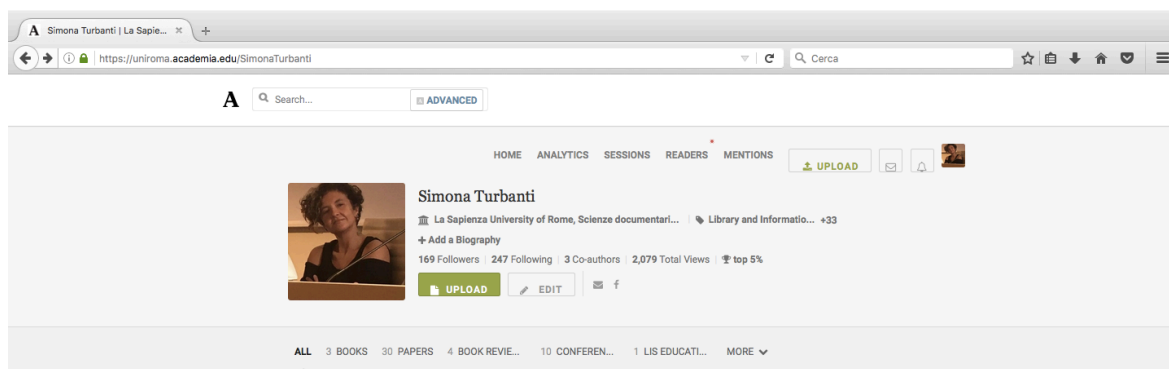 A Simona Turbanti | La Sapie...
https://uniroma.academia.edu/SimonaTurbanti
Cerca
A Search... ADVANCED
HOME ANALYTICS SESSIONS READERS MENTIONS UPLOAD
Simona Turbanti
La Sapienza University of Rome, Scienze documentari... Library and Informatio... +33
+ Add a Biography
169 Followers | 247 Following | 3 Co-authors | 2,079 Total Views | top 5%
UPLOAD EDIT
ALL 3 BOOKS 30 PAPERS 4 BOOK REVIE... 10 CONFEREN... 1 LIS EDUCATI... MORE